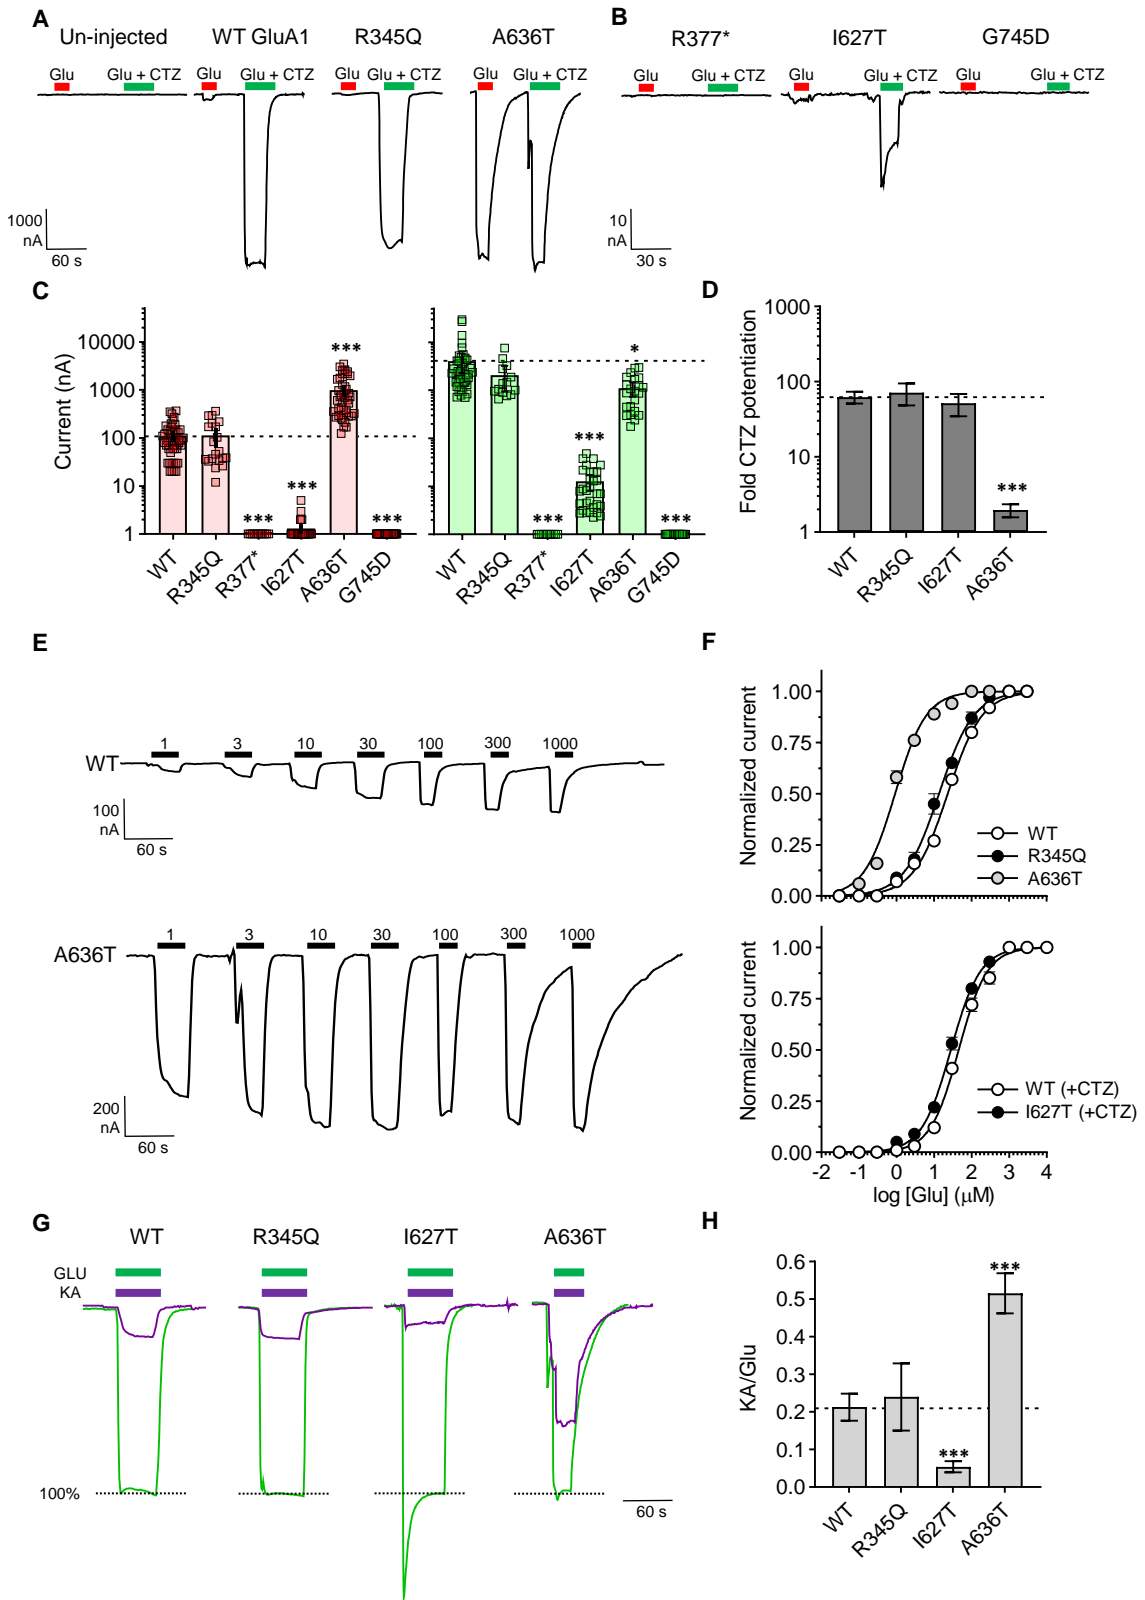 A
Un-injected
WT GluA1
R345Q
A636T
Glu
Glu + CTZ
Glu
Glu + CTZ
Glu
Glu + CTZ
Glu
Glu + CTZ
1000
nA
60 s
B
R377*
I627T
G745D
Glu
Glu + CTZ
Glu
Glu + CTZ
Glu
Glu + CTZ
10
nA
30 s
C
Current (nA)
10000
1000
100
10
1
***
***
***
***
WT
R345Q
R377*
I627T
A636T
G745D
***
***
*
***
WT
R345Q
R377*
I627T
A636T
G745D
D
Fold CTZ potentiation
1000
100
10
1
***
WT
R345Q
I627T
A636T
E
WT
1
3
10
30
100
300
1000
100
nA
60 s
A636T
1
3
10
30
100
300
1000
200
nA
60 s
F
Normalized current
1.00
0.75
0.50
0.25
0.00
WT
R345Q
A636T
Normalized current
1.00
0.75
0.50
0.25
0.00
WT (+CTZ)
I627T (+CTZ)
-2
-1
0
1
2
3
4
log [Glu] (μM)
G
WT
R345Q
I627T
A636T
GLU
KA
100%
60 s
H
KA/Glu
0.6
0.5
0.4
0.3
0.2
0.1
0.0
***
***
WT
R345Q
I627T
A636T